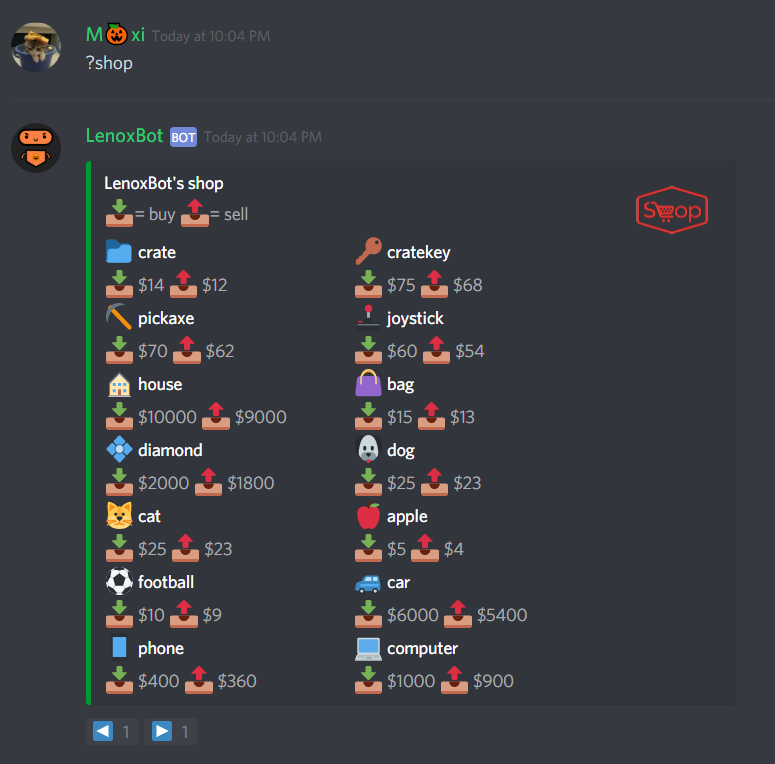 M🎃xi Today at 10:04 PM
?shop
LenoxBot BOT Today at 10:04 PM
LenoxBot's shop
= buy = sell
Shop
crate cratekey
$14 $12 $75 $68
pickaxe joystick
$70 $62 $60 $54
house bag
$10000 $9000 $15 $13
diamond dog
$2000 $1800 $25 $23
cat apple
$25 $23 $5 $4
football car
$10 $9 $6000 $5400
phone computer
$400 $360 $1000 $900
1 1